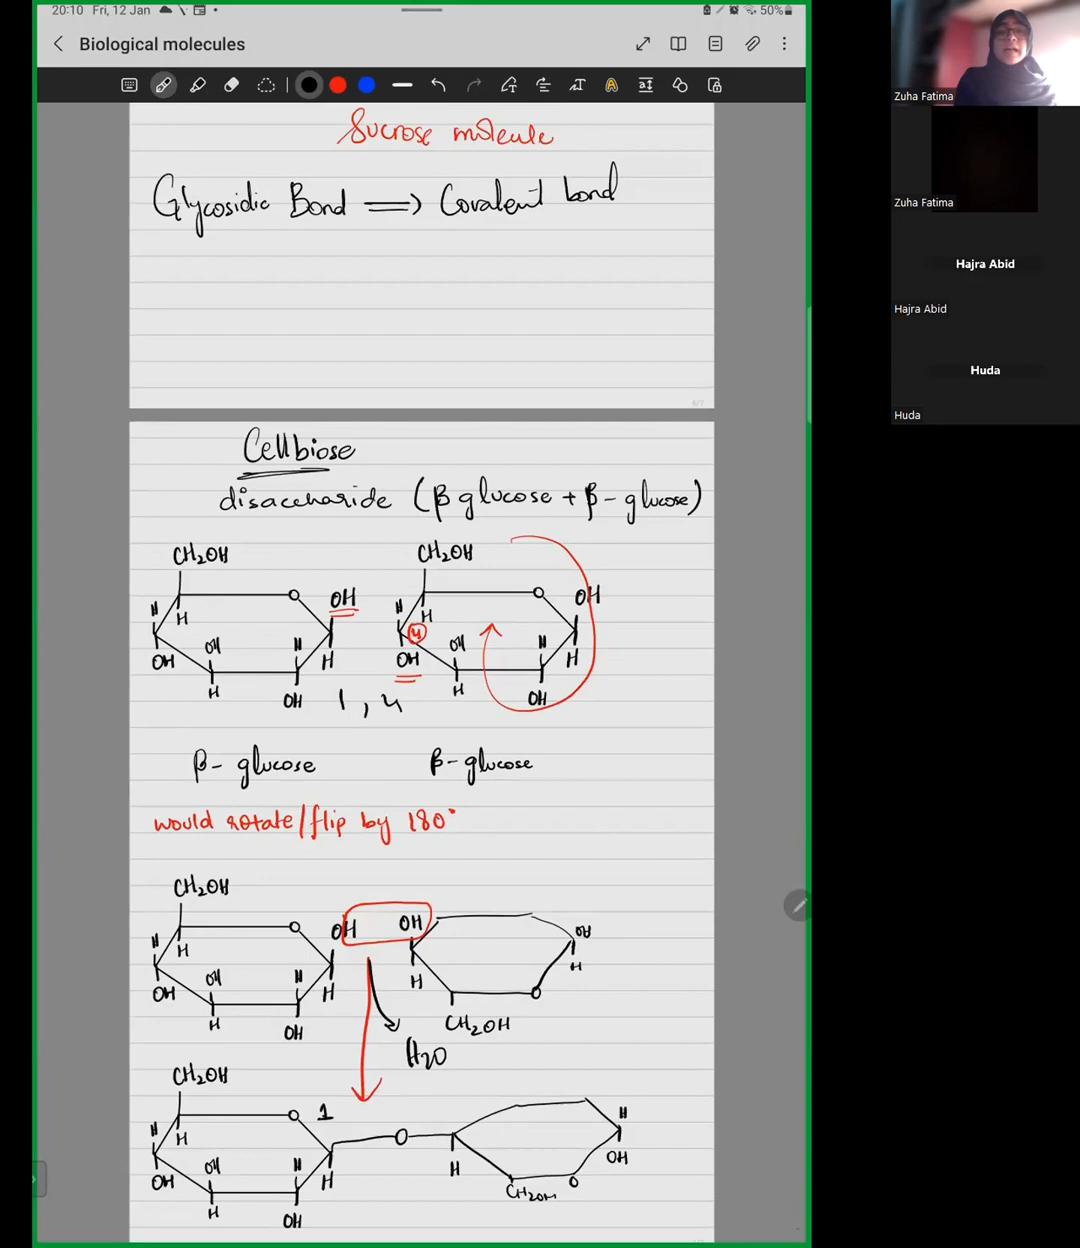 20:10 Fri, 12 Jan
50%
Biological molecules
Sucrose molecule
Glycosidic Bond => Covalent bond
6/7
Cellbiose
disaccharide (β glucose + β - glucose)
CH₂OH CH₂OH
O OH O OH
H H H H
4
OH OH H H OH OH H H
H OH H OH
1, 4
β- glucose β-glucose
would rotate/flip by 180°
CH₂OH
O OH OH OH
H H H
OH OH H H H
H OH O
CH₂OH
H₂O
CH₂OH
O 1 H
H H O
OH OH H H H OH
H OH CH₂OH O
Zuha Fatima
Zuha Fatima
Hajra Abid
Hajra Abid
Huda
Huda